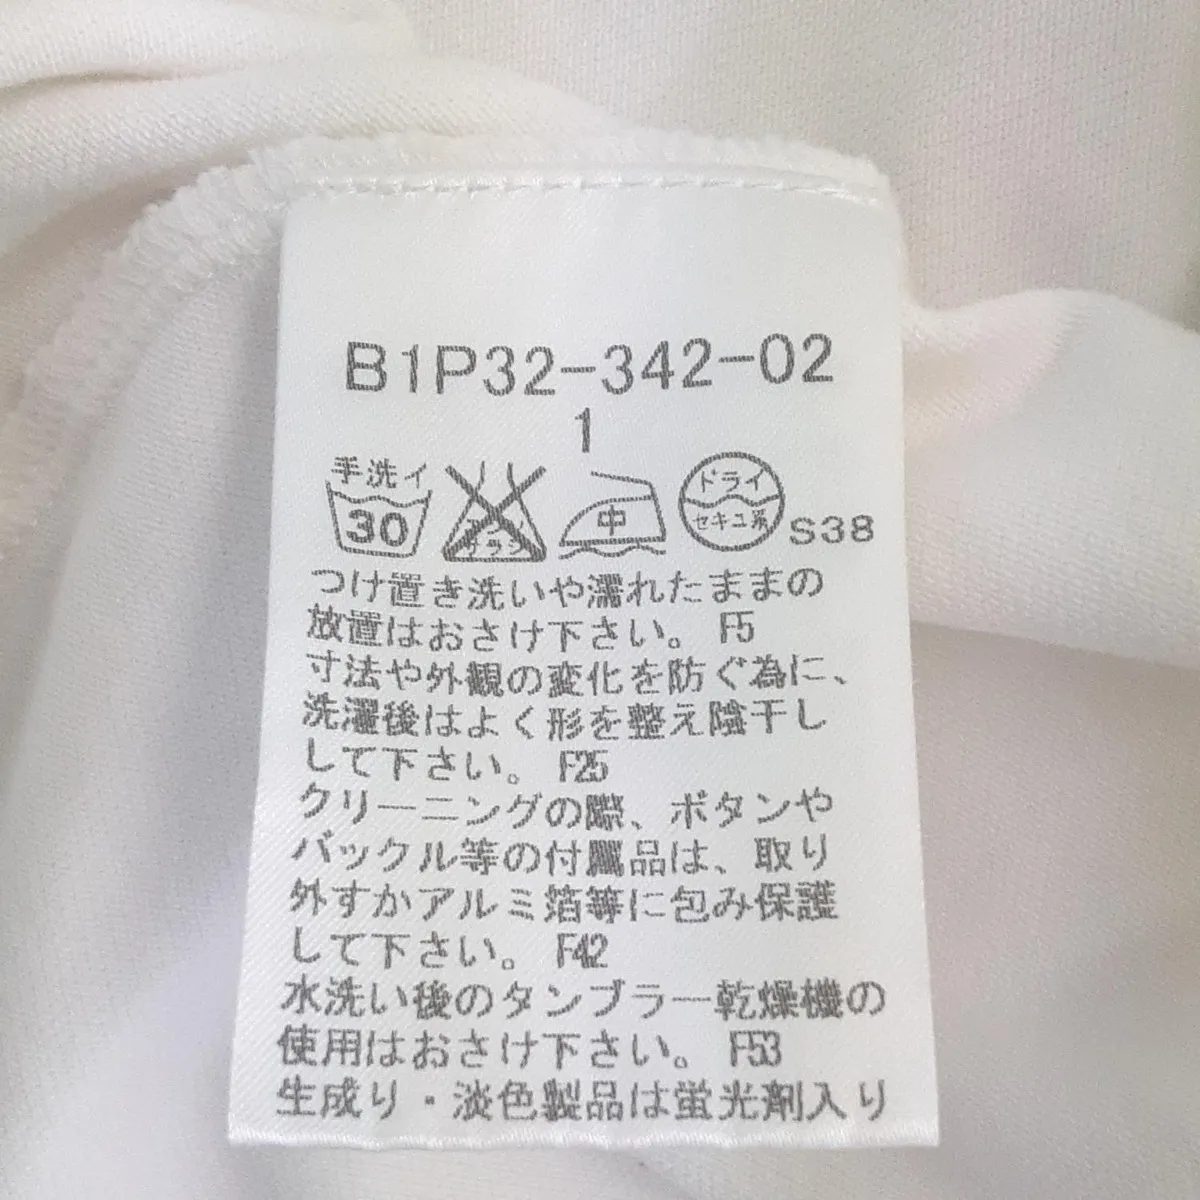 B1P32-342-02
1
手洗イ
30
エンソ
サラシ
中
ドライ
セキユ系
S38
つけ置き洗いや濡れたままの
放置はおさけ下さい。 F5
寸法や外観の変化を防ぐ為に、
洗濯後はよく形を整え陰干し
して下さい。 F25
クリーニングの際、ボタンや
バックル等の付属品は、取り
外すかアルミ箔等に包み保護
して下さい。 F42
水洗い後のタンブラー乾燥機の
使用はおさけ下さい。 F53
生成り・淡色製品は蛍光剤入り